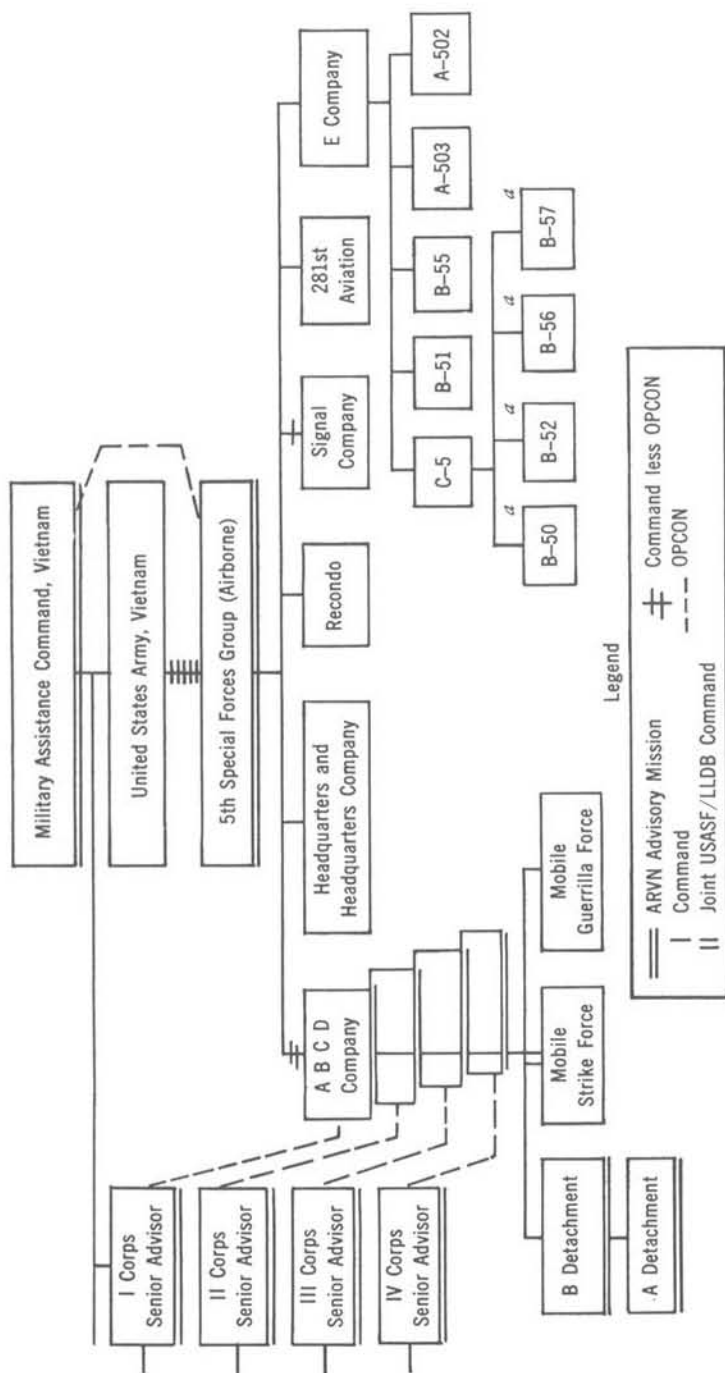 Military Assistance Command, Vietnam
United States Army, Vietnam
5th Special Forces Group (Airborne)
I Corps
Senior Advisor
II Corps
Senior Advisor
III Corps
Senior Advisor
IV Corps
Senior Advisor
A B C D
Company
Headquarters and
Headquarters Company
Recondo
Signal
Company
281st
Aviation
E Company
C-5
B-51
B-55
A-503
A-502
a
B-50
a
B-52
a
B-56
a
B-57
B Detachment
A Detachment
Mobile
Strike Force
Mobile
Guerrilla Force
Legend
ARVN Advisory Mission
Command
Joint USASF/LLDB Command
Command less OPCON
OPCON